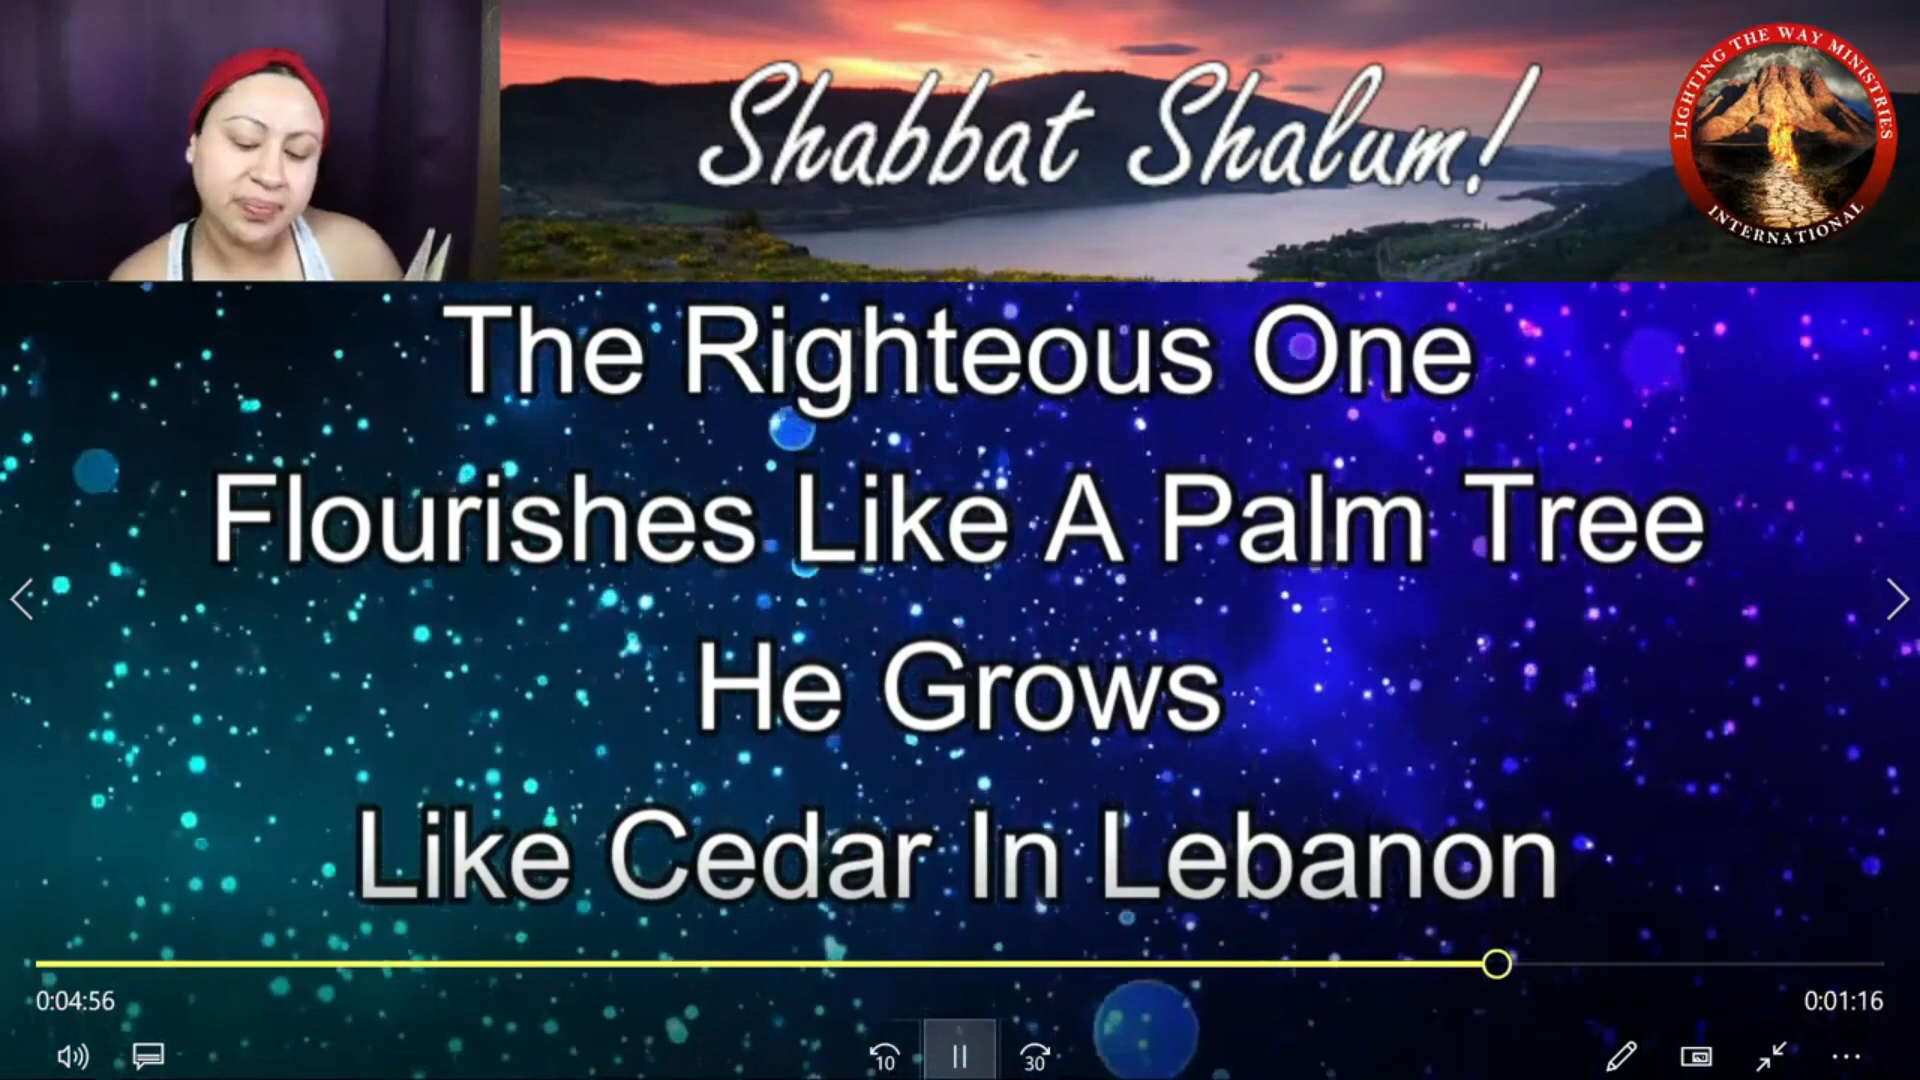 Shabbat Shalum!
LIGHTING THE WAY MINISTRIES
INTERNATIONAL
The Righteous One
Flourishes Like A Palm Tree
He Grows
Like Cedar In Lebanon
0:04:56
0:01:16
10
30